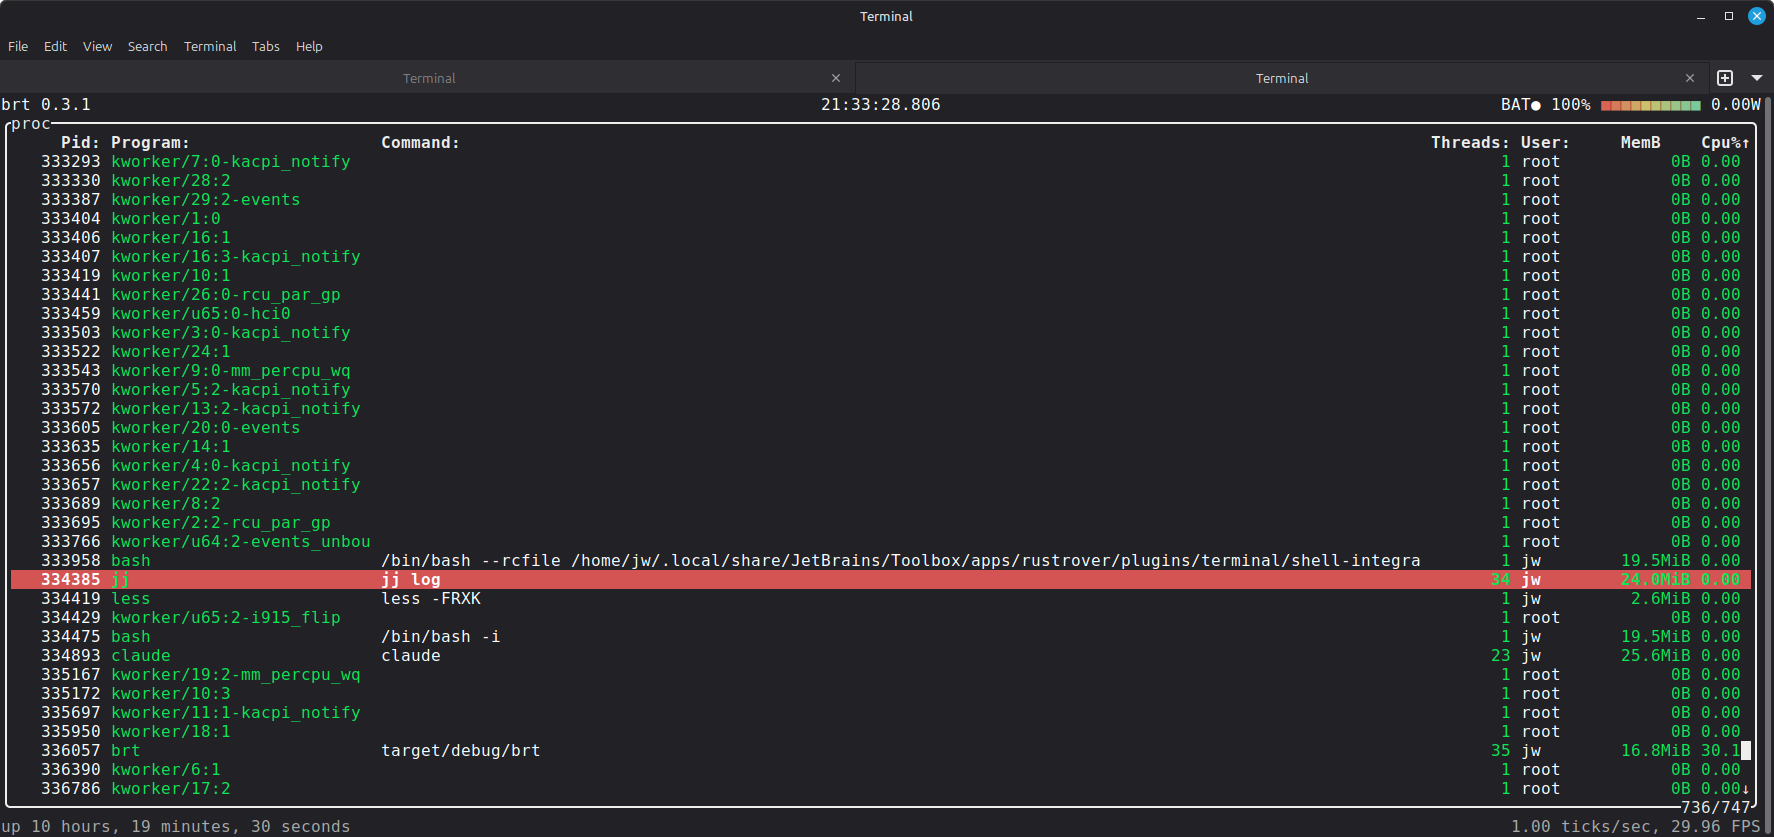 Terminal
File Edit View Search Terminal Tabs Help
Terminal Terminal
brt 0.3.1 21:33:28.806 BAT● 100% ■■■■■■■■■■ 0.00W
proc
Pid: Program: Command: Threads: User: MemB Cpu%↑
333293 kworker/7:0-kacpi_notify 1 root 0B 0.00
333330 kworker/28:2 1 root 0B 0.00
333387 kworker/29:2-events 1 root 0B 0.00
333404 kworker/1:0 1 root 0B 0.00
333406 kworker/16:1 1 root 0B 0.00
333407 kworker/16:3-kacpi_notify 1 root 0B 0.00
333419 kworker/10:1 1 root 0B 0.00
333441 kworker/26:0-rcu_par_gp 1 root 0B 0.00
333459 kworker/u65:0-hci0 1 root 0B 0.00
333503 kworker/3:0-kacpi_notify 1 root 0B 0.00
333522 kworker/24:1 1 root 0B 0.00
333543 kworker/9:0-mm_percpu_wq 1 root 0B 0.00
333570 kworker/5:2-kacpi_notify 1 root 0B 0.00
333572 kworker/13:2-kacpi_notify 1 root 0B 0.00
333605 kworker/20:0-events 1 root 0B 0.00
333635 kworker/14:1 1 root 0B 0.00
333656 kworker/4:0-kacpi_notify 1 root 0B 0.00
333657 kworker/22:2-kacpi_notify 1 root 0B 0.00
333689 kworker/8:2 1 root 0B 0.00
333695 kworker/2:2-rcu_par_gp 1 root 0B 0.00
333766 kworker/u64:2-events_unbou 1 root 0B 0.00
333958 bash /bin/bash --rcfile /home/jw/.local/share/JetBrains/Toolbox/apps/rustrover/plugins/terminal/shell-integra 1 jw 19.5MiB 0.00
334385 jj jj log 34 jw 24.0MiB 0.00
334419 less less -FRXK 1 jw 2.6MiB 0.00
334429 kworker/u65:2-i915_flip 1 root 0B 0.00
334475 bash /bin/bash -i 1 jw 19.5MiB 0.00
334893 claude claude 23 jw 25.6MiB 0.00
335167 kworker/19:2-mm_percpu_wq 1 root 0B 0.00
335172 kworker/10:3 1 root 0B 0.00
335697 kworker/11:1-kacpi_notify 1 root 0B 0.00
335950 kworker/18:1 1 root 0B 0.00
336057 brt target/debug/brt 35 jw 16.8MiB 30.1
336390 kworker/6:1 1 root 0B 0.00
336786 kworker/17:2 1 root 0B 0.00↓
736/747
up 10 hours, 19 minutes, 30 seconds 1.00 ticks/sec, 29.96 FPS